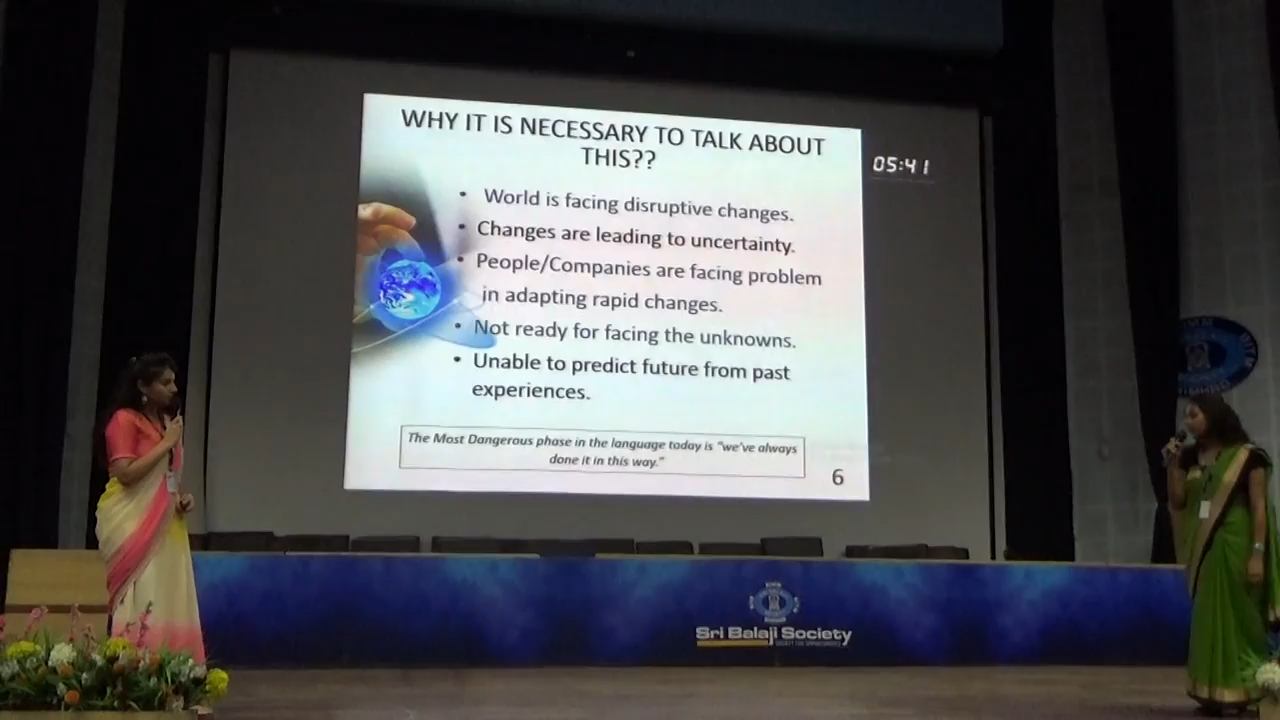 WHY IT IS NECESSARY TO TALK ABOUT
THIS??
05:41
• World is facing disruptive changes.
• Changes are leading to uncertainty.
• People/Companies are facing problem
in adapting rapid changes.
• Not ready for facing the unknowns.
• Unable to predict future from past
experiences.
The Most Dangerous phase in the language today is "we've always
done it in this way."
6
Sri Balaji Society